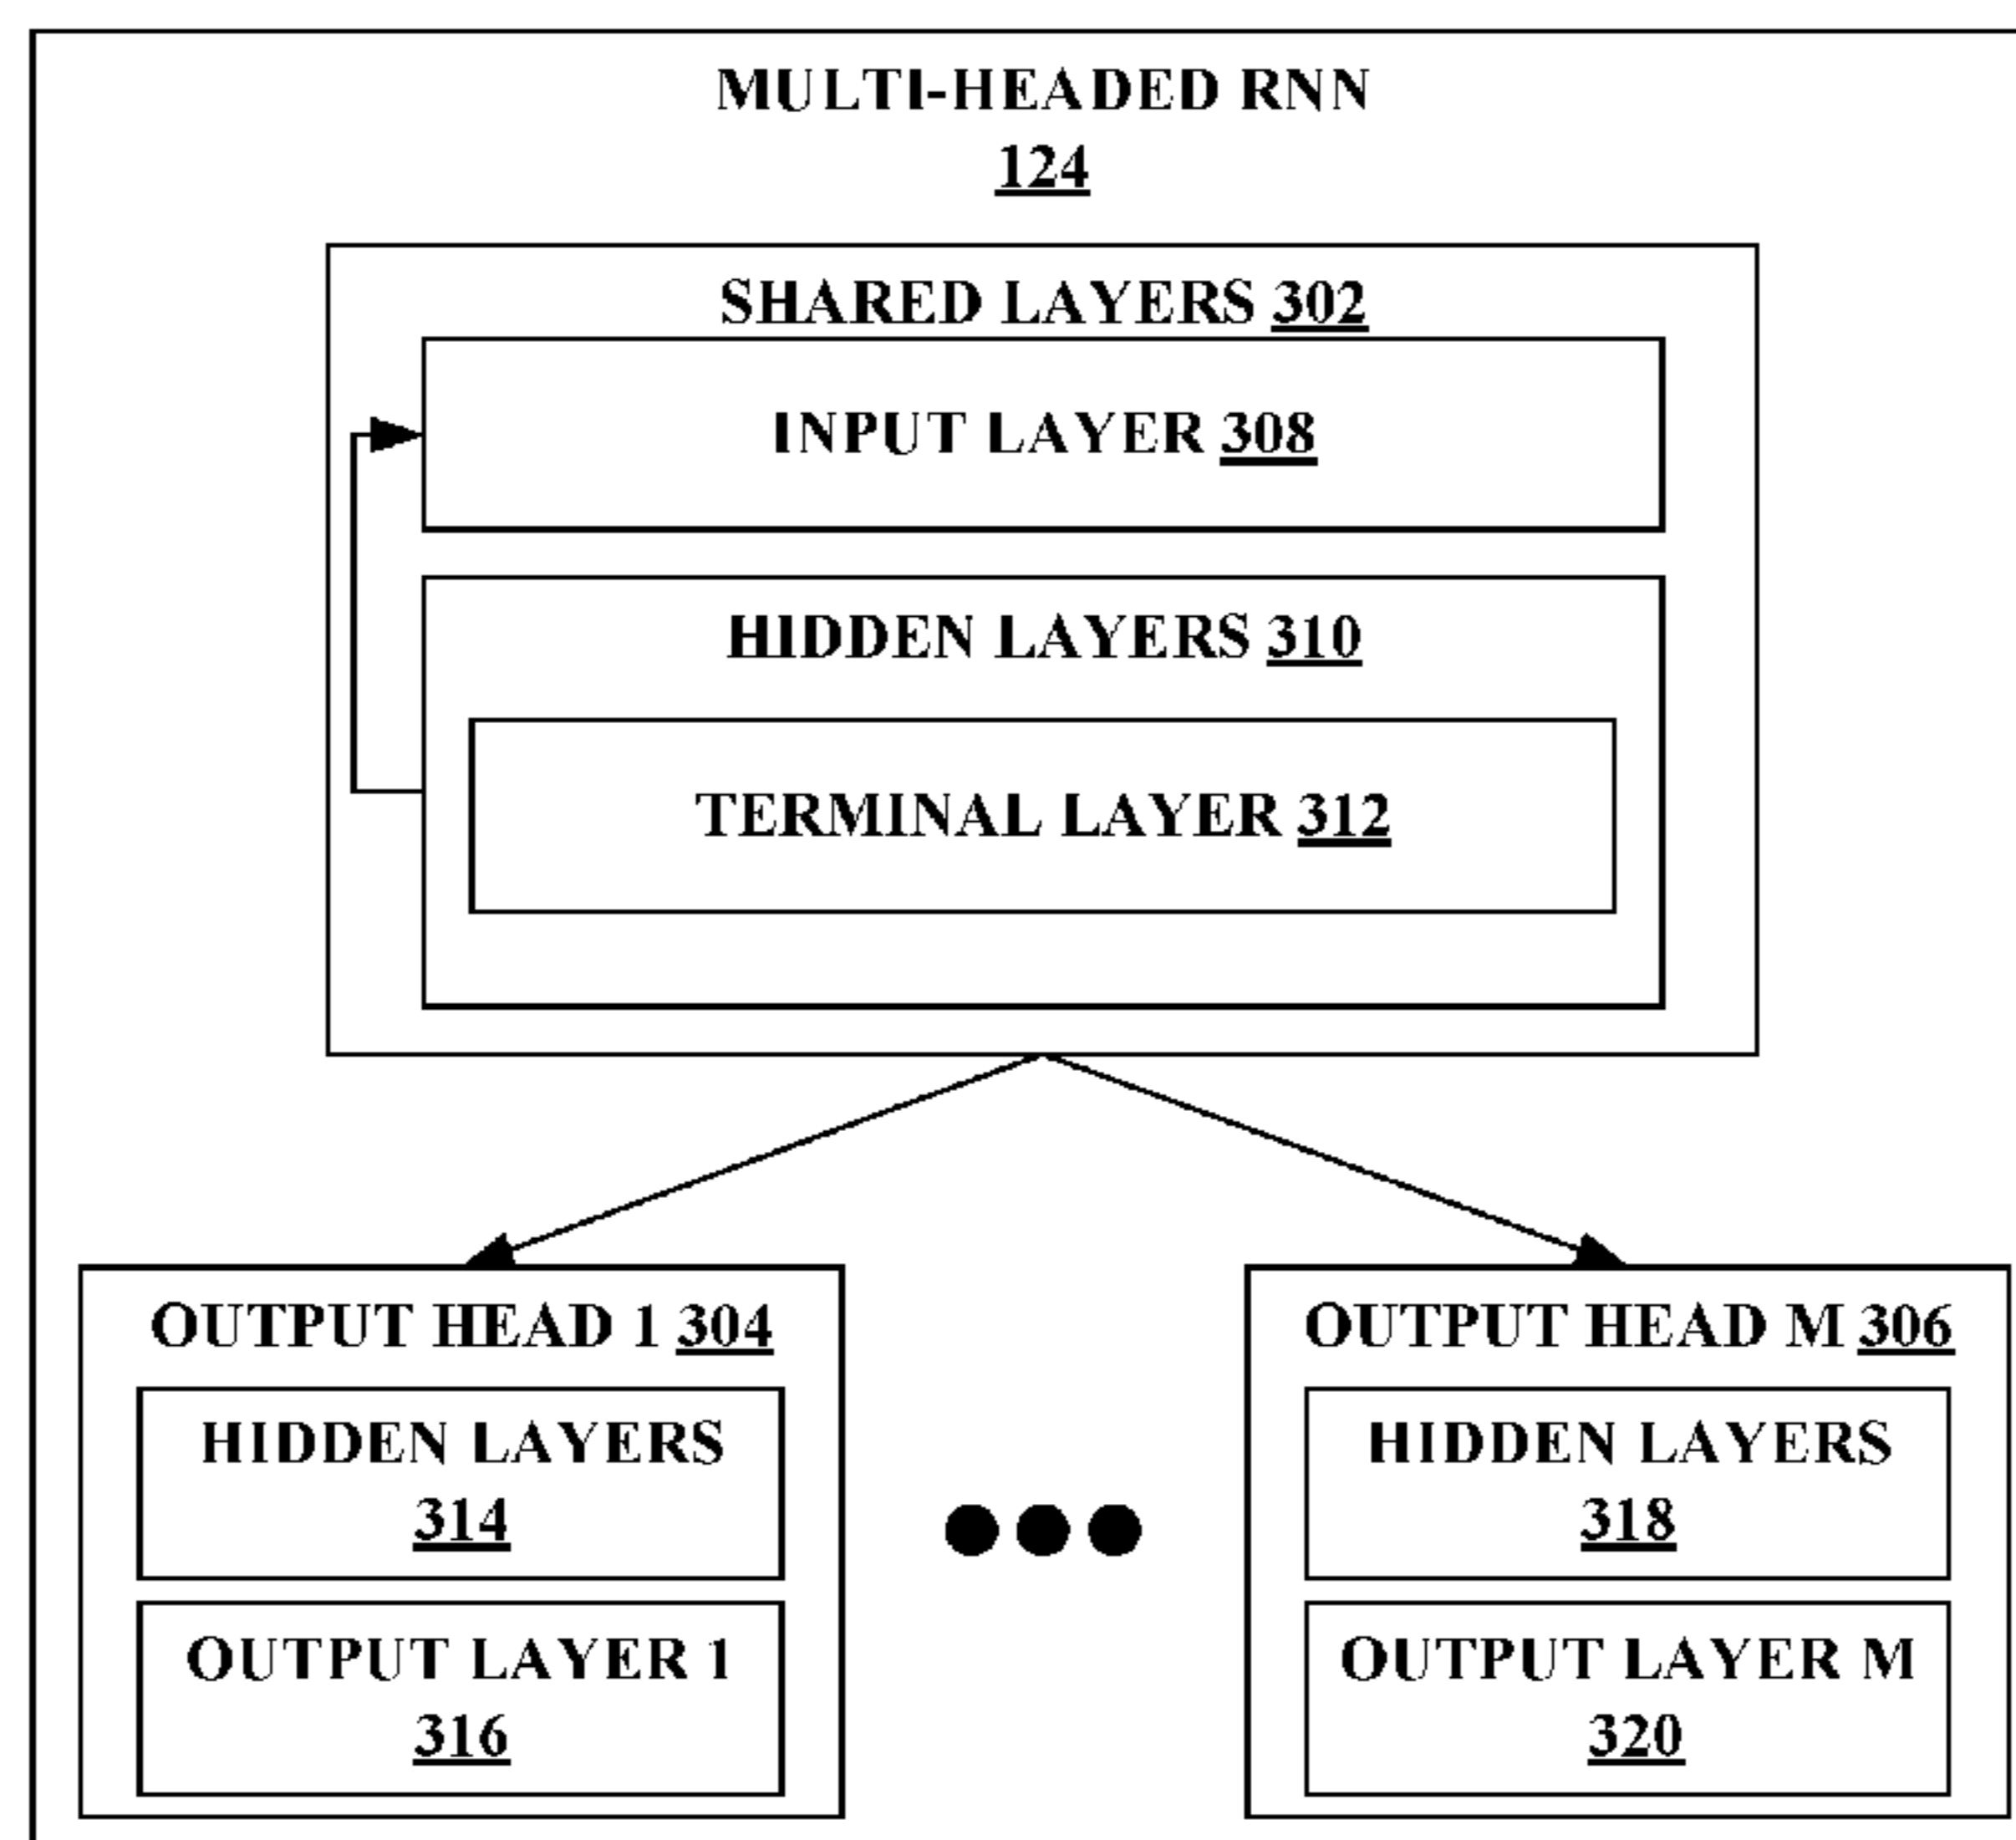 MULTI-HEADED RNN
124
SHARED LAYERS 302
INPUT LAYER 308
HIDDEN LAYERS 310
TERMINAL LAYER 312
OUTPUT HEAD 1 304
HIDDEN LAYERS
314
OUTPUT LAYER 1
316
OUTPUT HEAD M 306
HIDDEN LAYERS
318
OUTPUT LAYER M
320